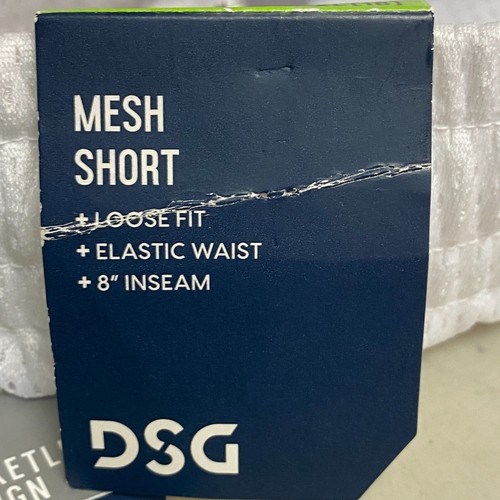 MESH
SHORT
+ LOOSE FIT
+ ELASTIC WAIST
+ 8” INSEAM
DSG